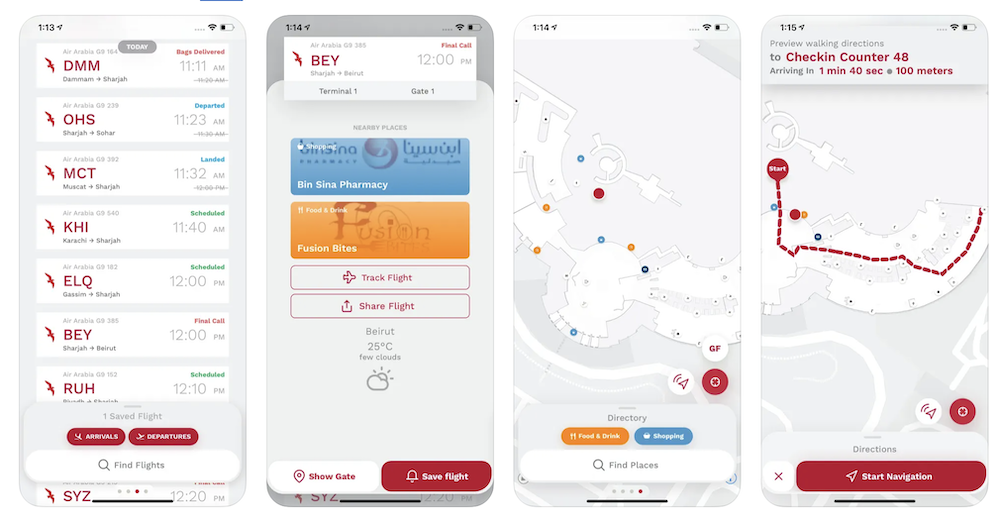 1:13
TODAY
Air Arabia G9 164
Bags Delivered
DMM
11:11 AM
Dammam → Sharjah
11:20 AM
Air Arabia G9 239
Departed
OHS
11:23 AM
Sharjah → Sohar
11:30 AM
Air Arabia G9 392
Landed
MCT
11:32 AM
Muscat → Sharjah
12:00 PM
Air Arabia G9 540
Scheduled
KHI
11:40 AM
Karachi → Sharjah
Air Arabia G9 182
Scheduled
ELQ
12:00 PM
Gassim → Sharjah
Air Arabia G9 385
Final Call
BEY
12:00 PM
Sharjah → Beirut
Air Arabia G9 152
Scheduled
RUH
12:10 PM
1 Saved Flight
ARRIVALS
DEPARTURES
Find Flights
SYZ
12:20 PM
1:14
Air Arabia G9 385
Final Call
BEY
12:00 PM
Sharjah → Beirut
Terminal 1
Gate 1
NEARBY PLACES
Shopping
binsina
ابن سينا
PHARMACY
صيدلية
Bin Sina Pharmacy
Food & Drink
Fusion
Fusion Bites
Track Flight
Share Flight
Beirut
25°C
few clouds
Show Gate
Save flight
SYZ
12:20 PM
1:14
GF
Directory
Food & Drink
Shopping
Find Places
1:15
Preview walking directions
to Checkin Counter 48
Arriving In 1 min 40 sec ● 100 meters
Start
Directions
Start Navigation